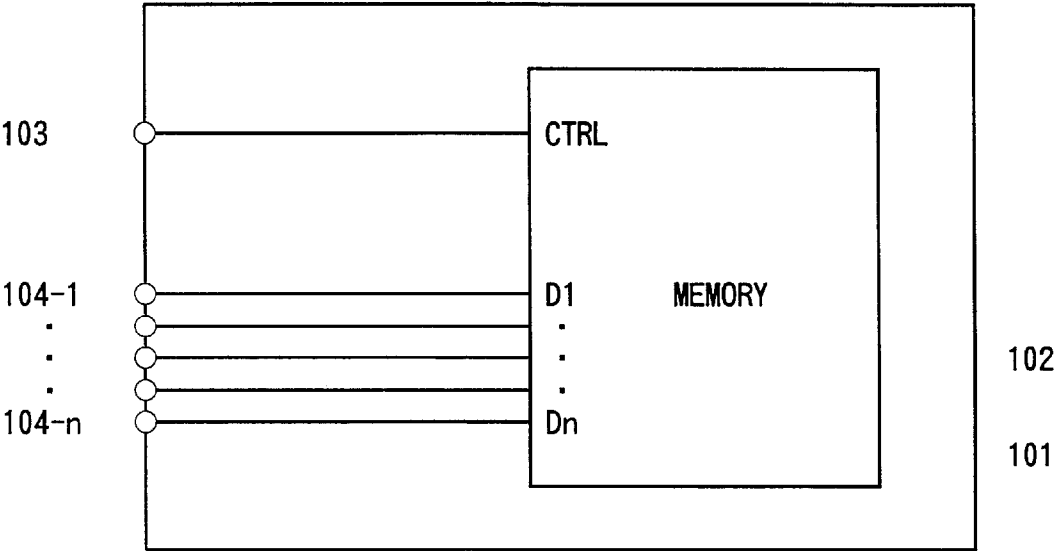 103 CTRL
104-1 D1 MEMORY
· ·
· · 102
· ·
104-n Dn
101